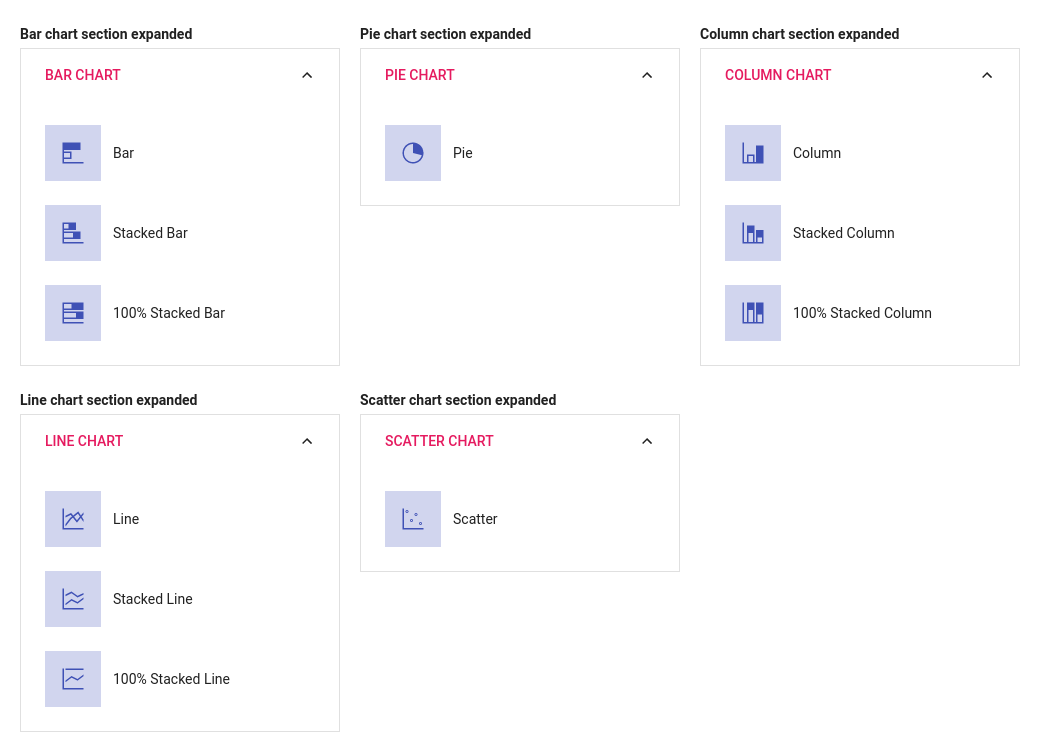 Bar chart section expanded
BAR CHART
Bar
Stacked Bar
100% Stacked Bar
Pie chart section expanded
PIE CHART
Pie
Column chart section expanded
COLUMN CHART
Column
Stacked Column
100% Stacked Column
Line chart section expanded
LINE CHART
Line
Stacked Line
100% Stacked Line
Scatter chart section expanded
SCATTER CHART
Scatter